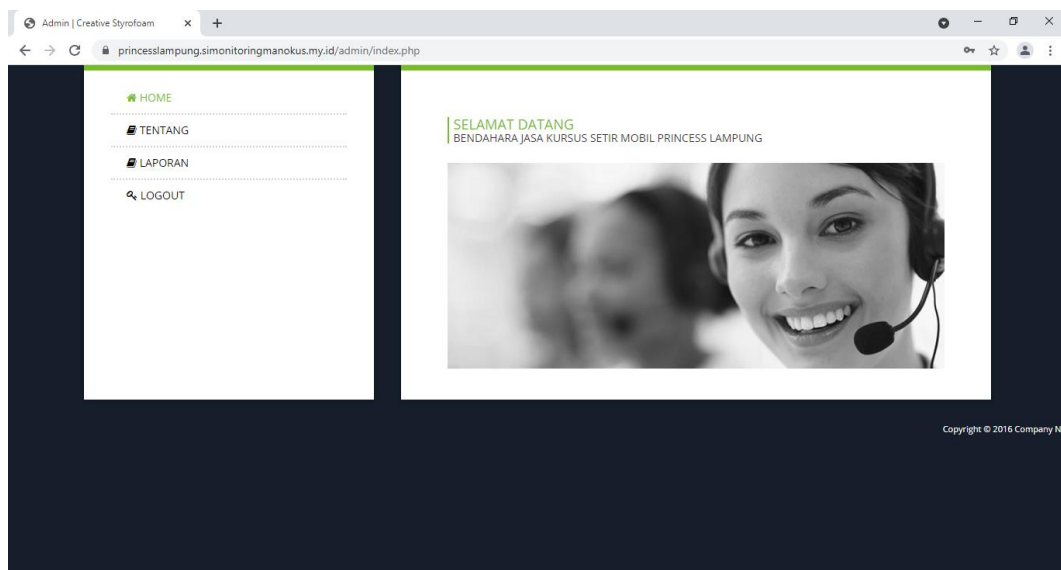 Admin | Creative Styrofoam
princesslampung.simonitoringmanokus.my.id/admin/index.php
HOME
TENTANG
LAPORAN
LOGOUT
SELAMAT DATANG
BENDAHARA JASA KURSUS SETIR MOBIL PRINCESS LAMPUNG
Copyright © 2016 Company N